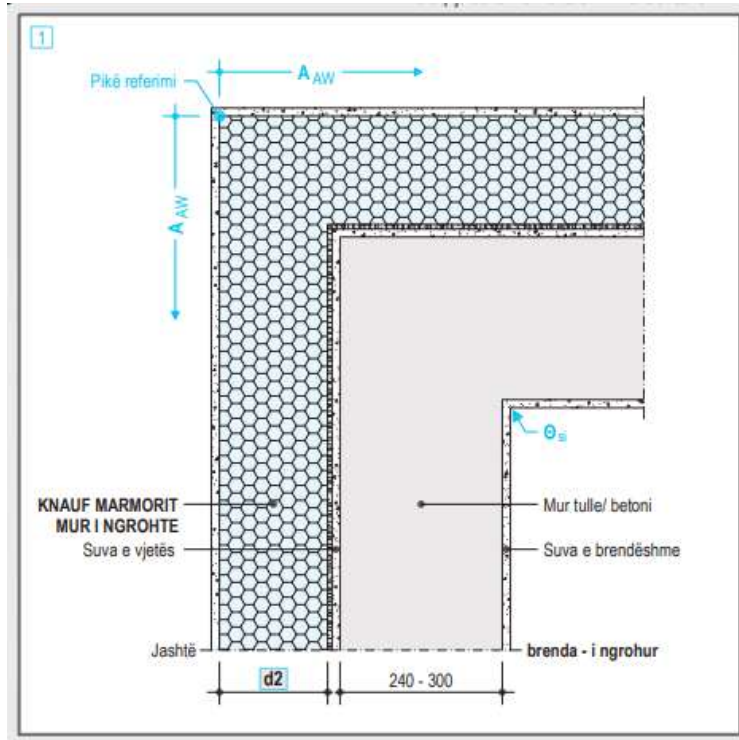 1
A AW
Pikë referimi
A AW
Θ si
KNAUF MARMORIT
MUR I NGROHTE
Mur tulle/ betoni
Suva e vjetës
Suva e brendëshme
Jashtë
brenda - i ngrohur
d2
240 - 300